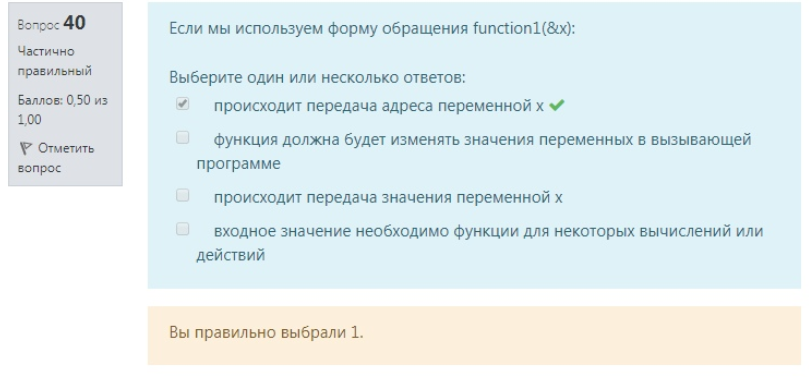 Вопрос 40
Частично
правильный
Баллов: 0,50 из
1,00
Отметить
вопрос
Если мы используем форму обращения function1(&x):
Выберите один или несколько ответов:
происходит передача адреса переменной x
функция должна будет изменять значения переменных в вызывающей
программе
происходит передача значения переменной x
входное значение необходимо функции для некоторых вычислений или
действий
Вы правильно выбрали 1.